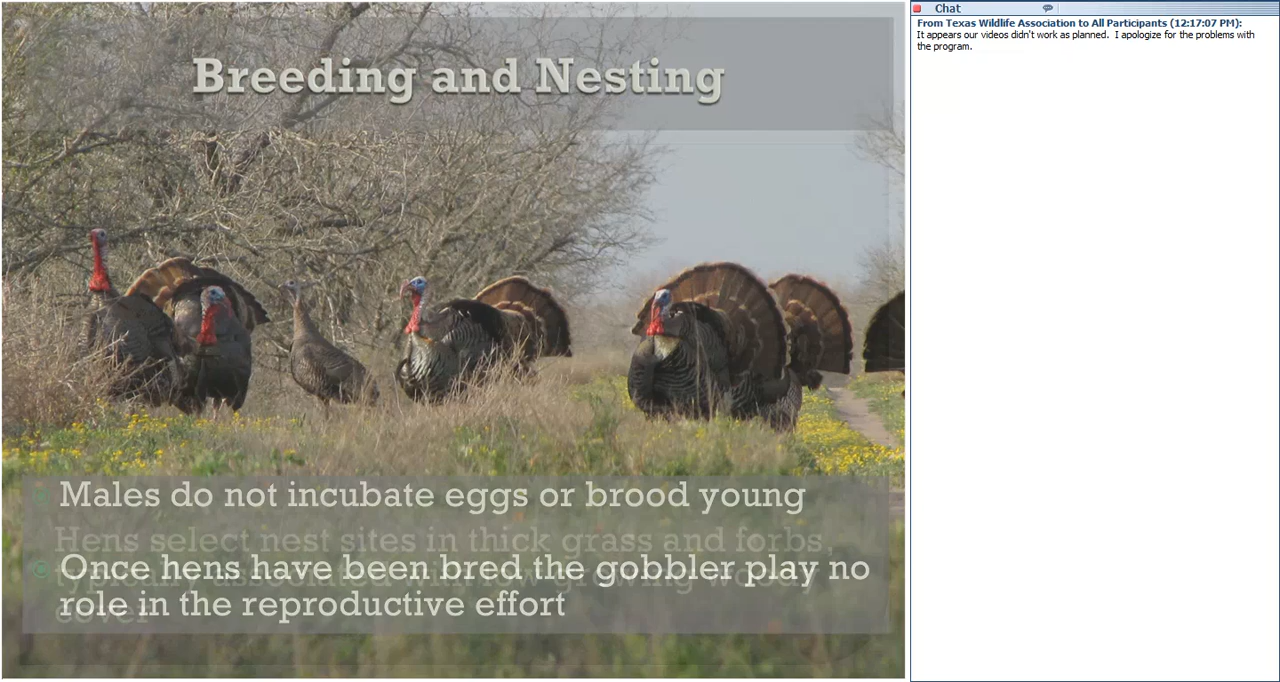 Breeding and Nesting
Males do not incubate eggs or brood young
Hens select nest sites in thick grass and forbs,
Once hens have been bred the gobbler play no
role in the reproductive effort
cover
Chat
From Texas Wildlife Association to All Participants (12:17:07 PM):
It appears our videos didn't work as planned. I apologize for the problems with
the program.